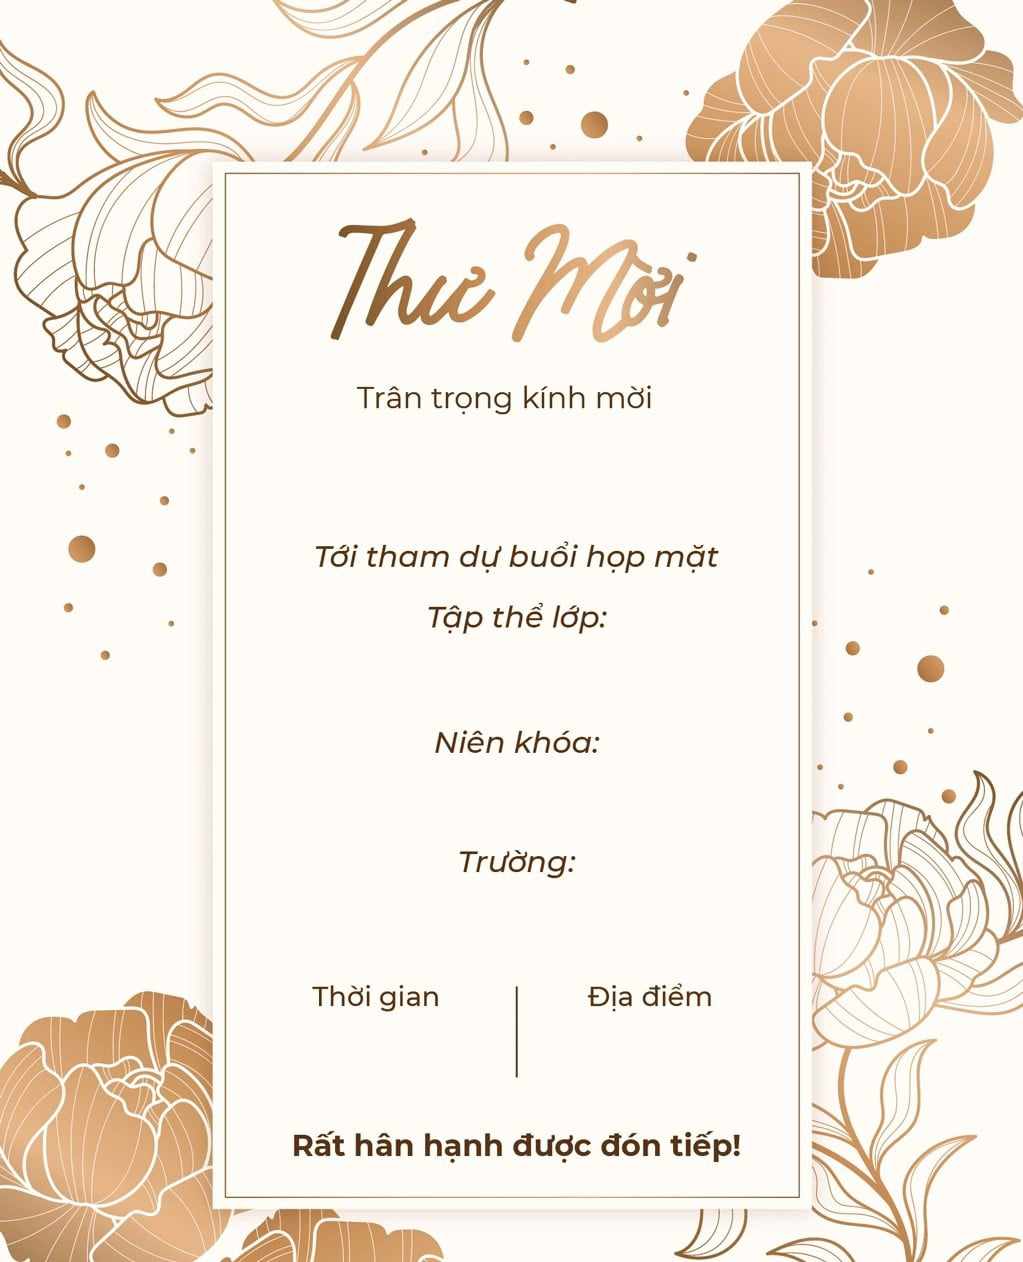 Thư Mời
Trân trọng kính mời
Tới tham dự buổi họp mặt
Tập thể lớp:
Niên khóa:
Trường:
Thời gian
Địa điểm
Rất hân hạnh được đón tiếp!